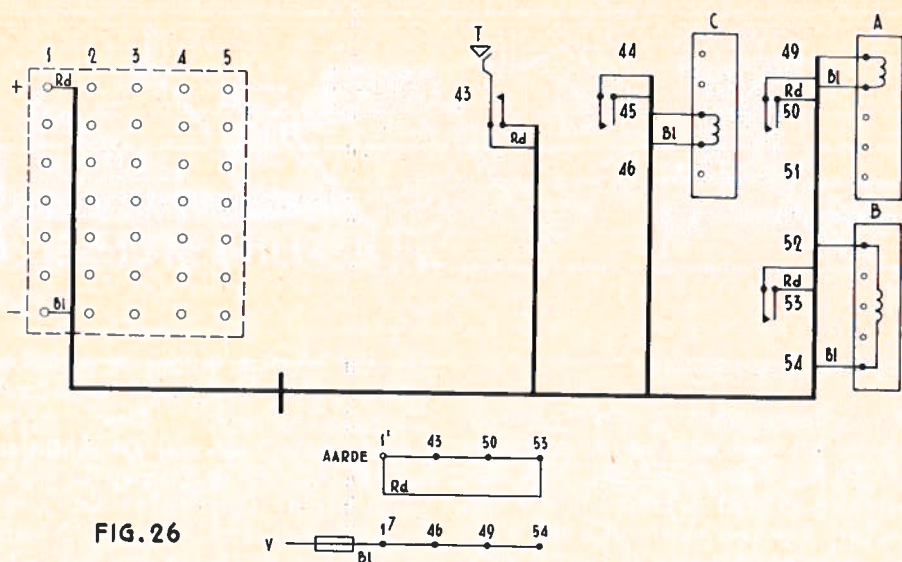 1 2 3 4 5
+ Rd
- Bl
T
43
Rd
C
44
45
Bl
46
A
49
Bl
Rd
50
51
B
52
Rd
53
54 Bl
1' 43 50 53
AARDE
Rd
1⁷ 46 49 54
V
Bl
FIG. 26